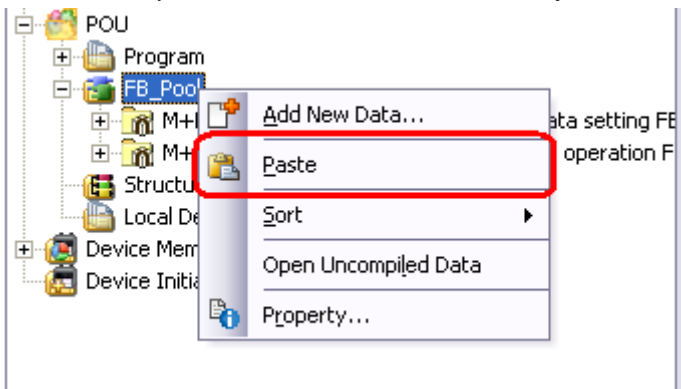 POU
Program
FB_Pool
Add New Data...
M+
ata setting FB
Paste
M+
operation F
Structu
Sort
Local De
Device Mem
Open Uncompiled Data
Device Initia
Property...